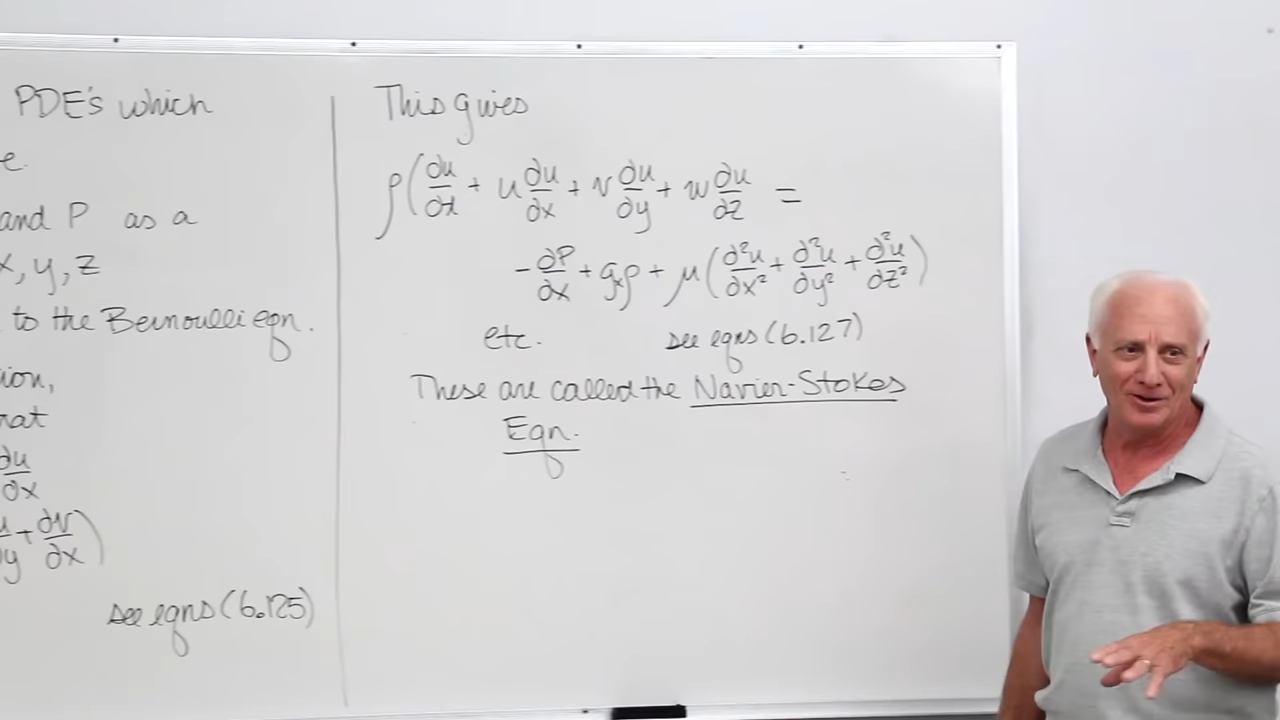 PDE's which
e.
and P as a
x, y, z
to the Bernoulli eqn.
ion,
hat
∂u/∂x
y + ∂v/∂x)
see eqns (6.125)
This gives
ρ(∂u/∂t + u ∂u/∂x + v ∂u/∂y + w ∂u/∂z =
-∂P/∂x + gₓρ + μ(∂²u/∂x² + ∂²u/∂y² + ∂²u/∂z²)
etc. see eqns (6.127)
These are called the Navier-Stokes
Eqn.